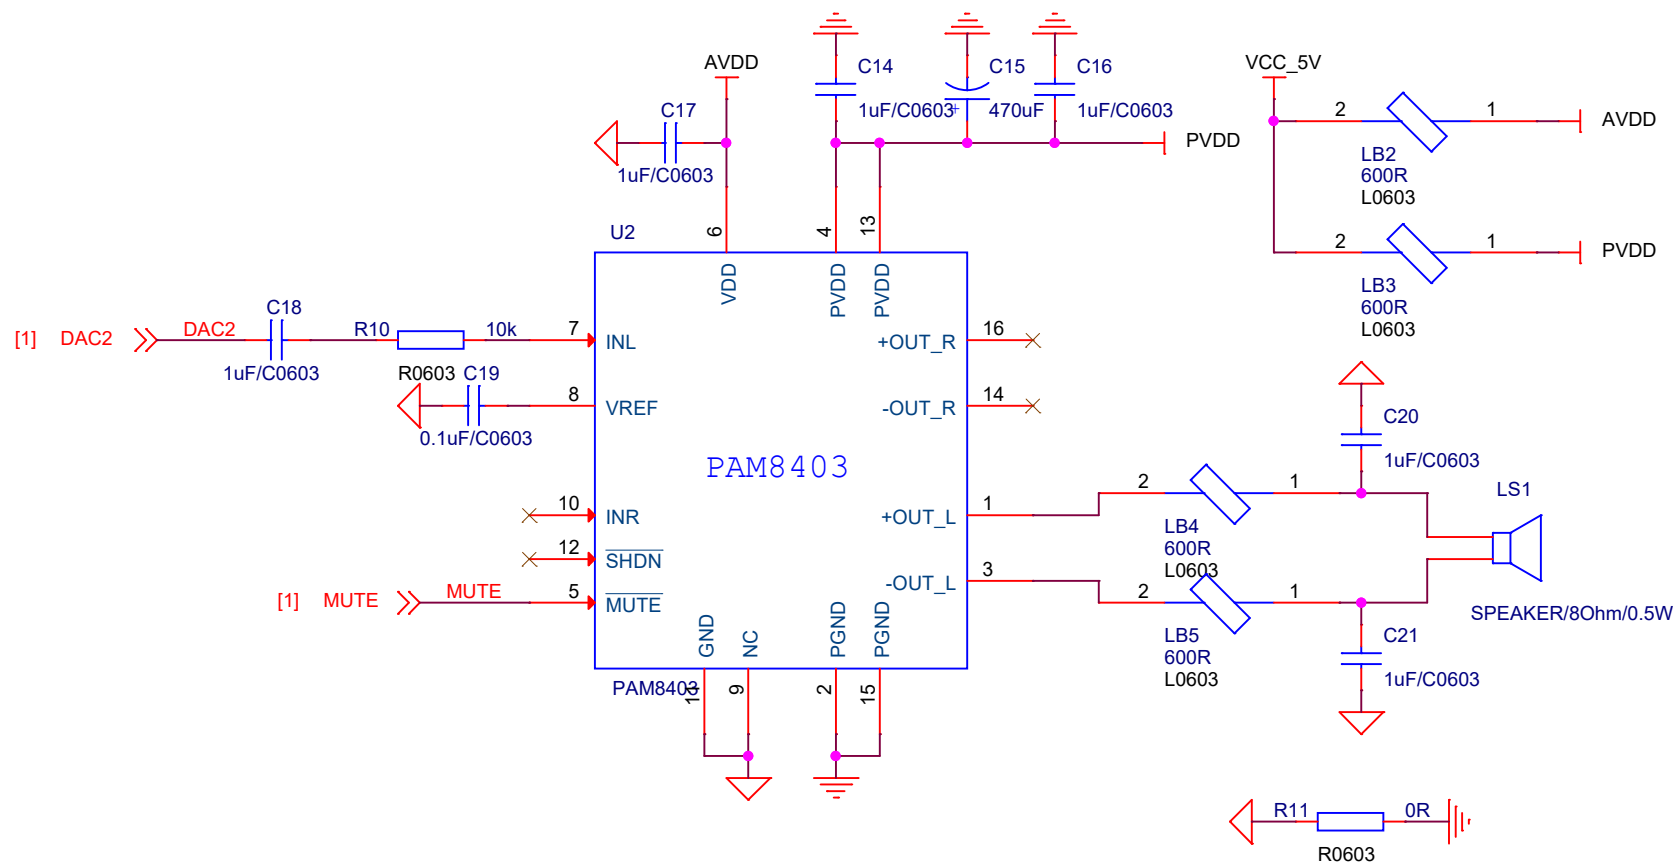 AVDD
C17
1uF/C0603
C14
1uF/C0603
C15
+
470uF
C16
1uF/C0603
PVDD
VCC_5V
2
1
AVDD
LB2
600R
L0603
2
1
PVDD
LB3
600R
L0603
U2
6
4
13
VDD
PVDD
PVDD
[1]
DAC2
DAC2
C18
1uF/C0603
R10
10k
R0603
7
INL
C19
0.1uF/C0603
8
VREF
PAM8403
10
INR
12
SHDN
[1]
MUTE
MUTE
5
MUTE
+OUT_R
16
-OUT_R
14
+OUT_L
1
-OUT_L
3
GND
NC
PGND
PGND
PAM8403
11
9
2
15
2
1
LB4
600R
L0603
2
1
LB5
600R
L0603
C20
1uF/C0603
C21
1uF/C0603
LS1
SPEAKER/8Ohm/0.5W
R11
0R
R0603